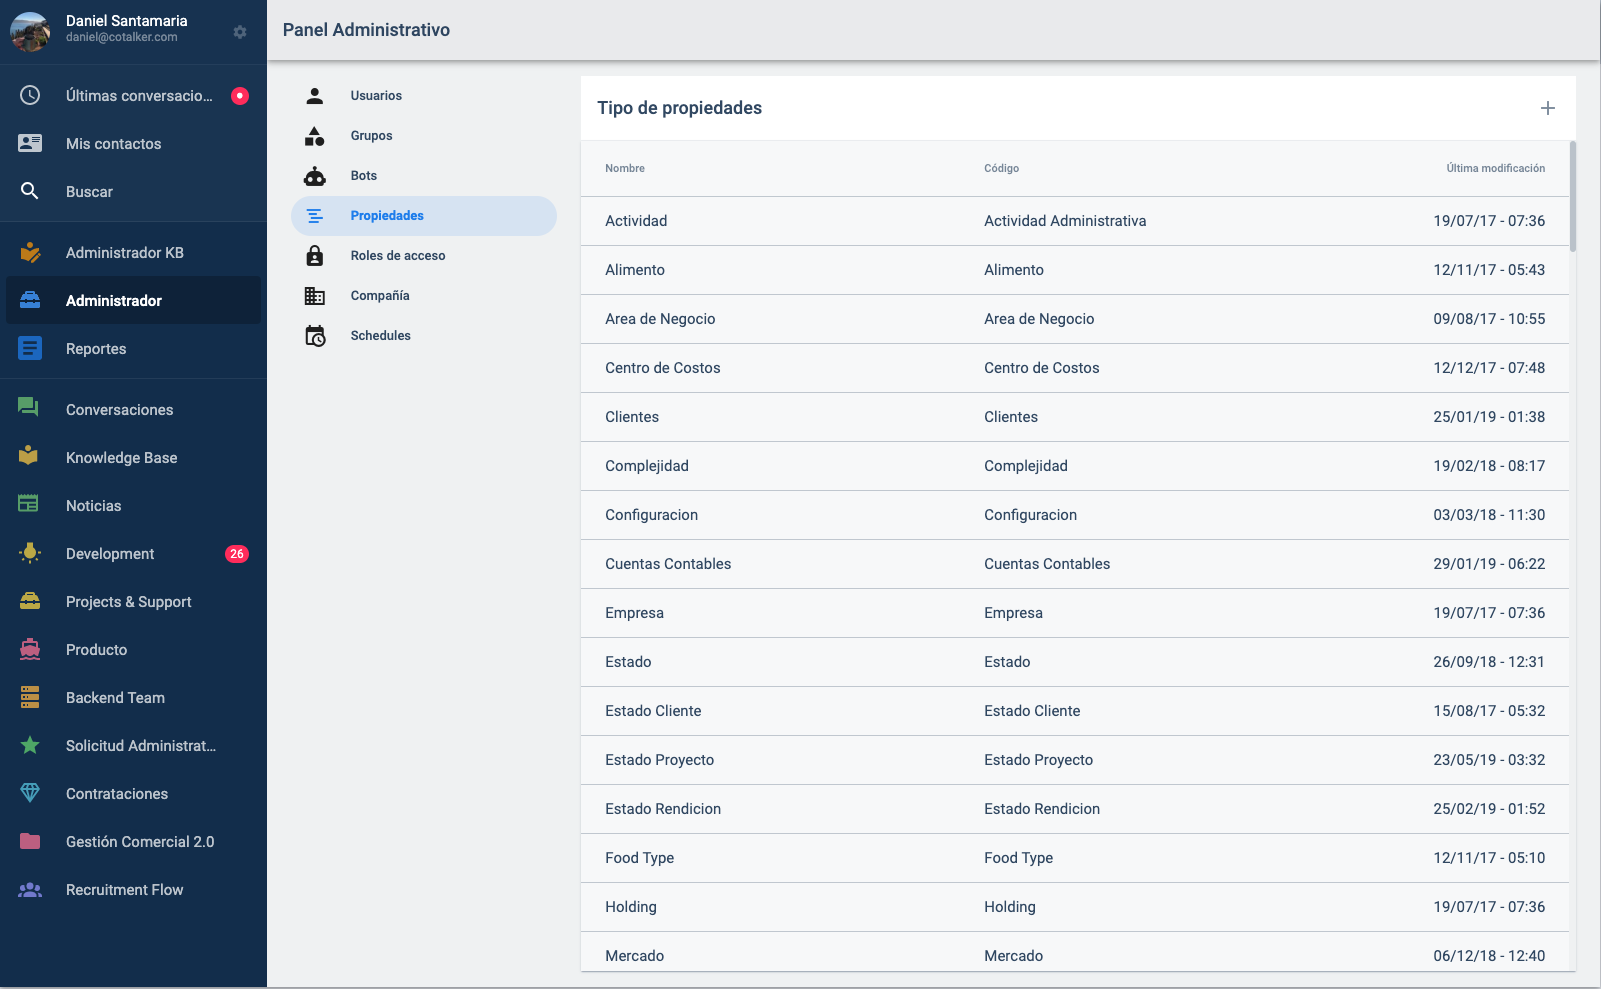 Daniel Santamaria
daniel@cotalker.com
Últimas conversacio...
Mis contactos
Buscar
Administrador KB
Administrador
Reportes
Conversaciones
Knowledge Base
Noticias
Development 26
Projects & Support
Producto
Backend Team
Solicitud Administrat...
Contrataciones
Gestión Comercial 2.0
Recruitment Flow
Panel Administrativo
Usuarios
Grupos
Bots
Propiedades
Roles de acceso
Compañía
Schedules
Tipo de propiedades
Nombre Código Última modificación
Actividad Actividad Administrativa 19/07/17 - 07:36
Alimento Alimento 12/11/17 - 05:43
Area de Negocio Area de Negocio 09/08/17 - 10:55
Centro de Costos Centro de Costos 12/12/17 - 07:48
Clientes Clientes 25/01/19 - 01:38
Complejidad Complejidad 19/02/18 - 08:17
Configuracion Configuracion 03/03/18 - 11:30
Cuentas Contables Cuentas Contables 29/01/19 - 06:22
Empresa Empresa 19/07/17 - 07:36
Estado Estado 26/09/18 - 12:31
Estado Cliente Estado Cliente 15/08/17 - 05:32
Estado Proyecto Estado Proyecto 23/05/19 - 03:32
Estado Rendicion Estado Rendicion 25/02/19 - 01:52
Food Type Food Type 12/11/17 - 05:10
Holding Holding 19/07/17 - 07:36
Mercado Mercado 06/12/18 - 12:40